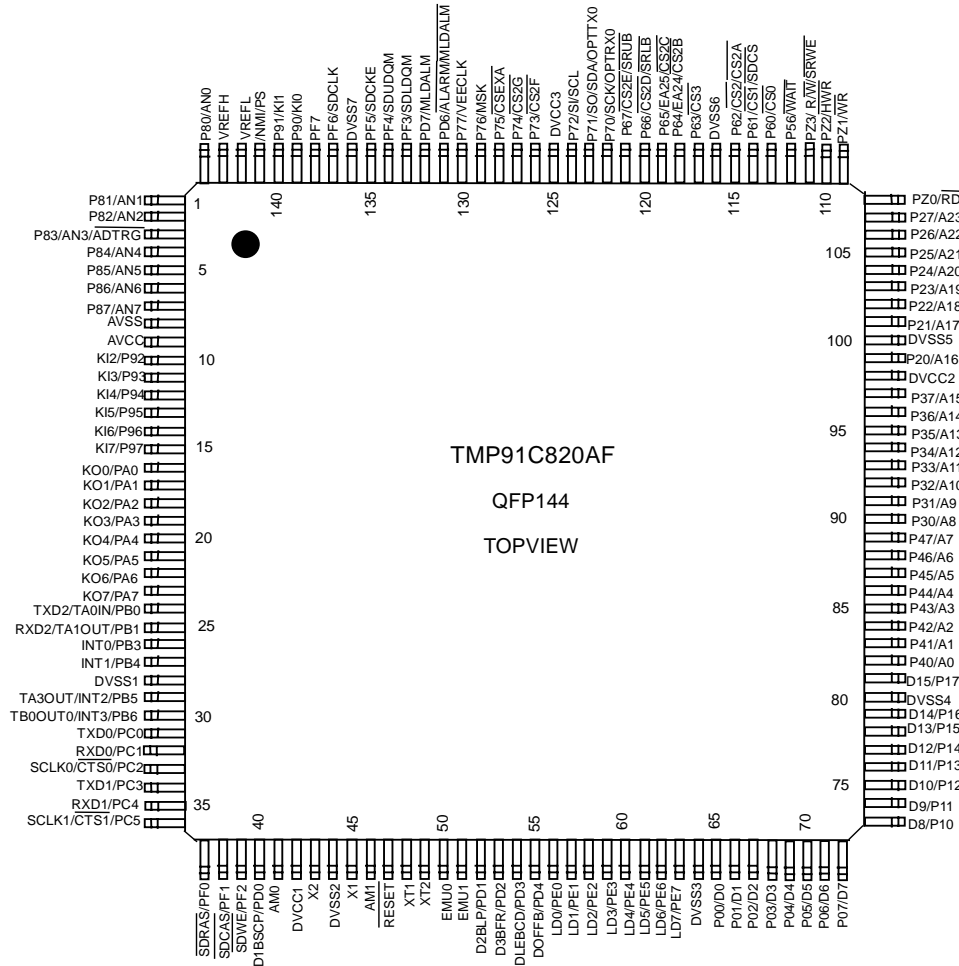 P80/AN0
VREFH
VREFL
/NMI/PS
P91/KI1
P90/KI0
PF7
PF6/SDCLK
DVSS7
PF5/SDCKE
PF4/SDUDQM
PF3/SDLDQM
PD7/MLDALM
PD6/ALARM/MLDALM
P77/VEECLK
P76/MSK
P75/CSEXA
P74/CS2G
P73/CS2F
DVCC3
P72/SI/SCL
P71/SO/SDA/OPTTX0
P70/SCK/OPTRX0
P67/CS2E/SRUB
P66/CS2D/SRLB
P65/EA25/CS2C
P64/EA24/CS2B
P63/CS3
DVSS6
P62/CS2/CS2A
P61/CS1/SDCS
P60/CS0
P56/WAIT
PZ3/ R/W/SRWE
PZ2/HWR
PZ1/WR
1
140
135
130
125
120
115
110
P81/AN1
P82/AN2
P83/AN3/ADTRG
P84/AN4
P85/AN5
P86/AN6
P87/AN7
AVSS
AVCC
KI2/P92
KI3/P93
KI4/P94
KI5/P95
KI6/P96
KI7/P97
KO0/PA0
KO1/PA1
KO2/PA2
KO3/PA3
KO4/PA4
KO5/PA5
KO6/PA6
KO7/PA7
TXD2/TA0IN/PB0
RXD2/TA1OUT/PB1
INT0/PB3
INT1/PB4
DVSS1
TA3OUT/INT2/PB5
TB0OUT0/INT3/PB6
TXD0/PC0
RXD0/PC1
SCLK0/CTS0/PC2
TXD1/PC3
RXD1/PC4
SCLK1/CTS1/PC5
5
10
15
20
25
30
35
TMP91C820AF
QFP144
TOPVIEW
105
100
95
90
85
80
75
PZ0/RD
P27/A23
P26/A22
P25/A21
P24/A20
P23/A19
P22/A18
P21/A17
DVSS5
P20/A16
DVCC2
P37/A15
P36/A14
P35/A13
P34/A12
P33/A11
P32/A10
P31/A9
P30/A8
P47/A7
P46/A6
P45/A5
P44/A4
P43/A3
P42/A2
P41/A1
P40/A0
D15/P17
DVSS4
D14/P16
D13/P15
D12/P14
D11/P13
D10/P12
D9/P11
D8/P10
40
45
50
55
60
65
70
SDRAS/PF0
SDCAS/PF1
SDWE/PF2
D1BSCP/PD0
AM0
DVCC1
X2
DVSS2
X1
AM1
RESET
XT1
XT2
EMU0
EMU1
D2BLP/PD1
D3BFR/PD2
DLEBCD/PD3
DOFFB/PD4
LD0/PE0
LD1/PE1
LD2/PE2
LD3/PE3
LD4/PE4
LD5/PE5
LD6/PE6
LD7/PE7
DVSS3
P00/D0
P01/D1
P02/D2
P03/D3
P04/D4
P05/D5
P06/D6
P07/D7